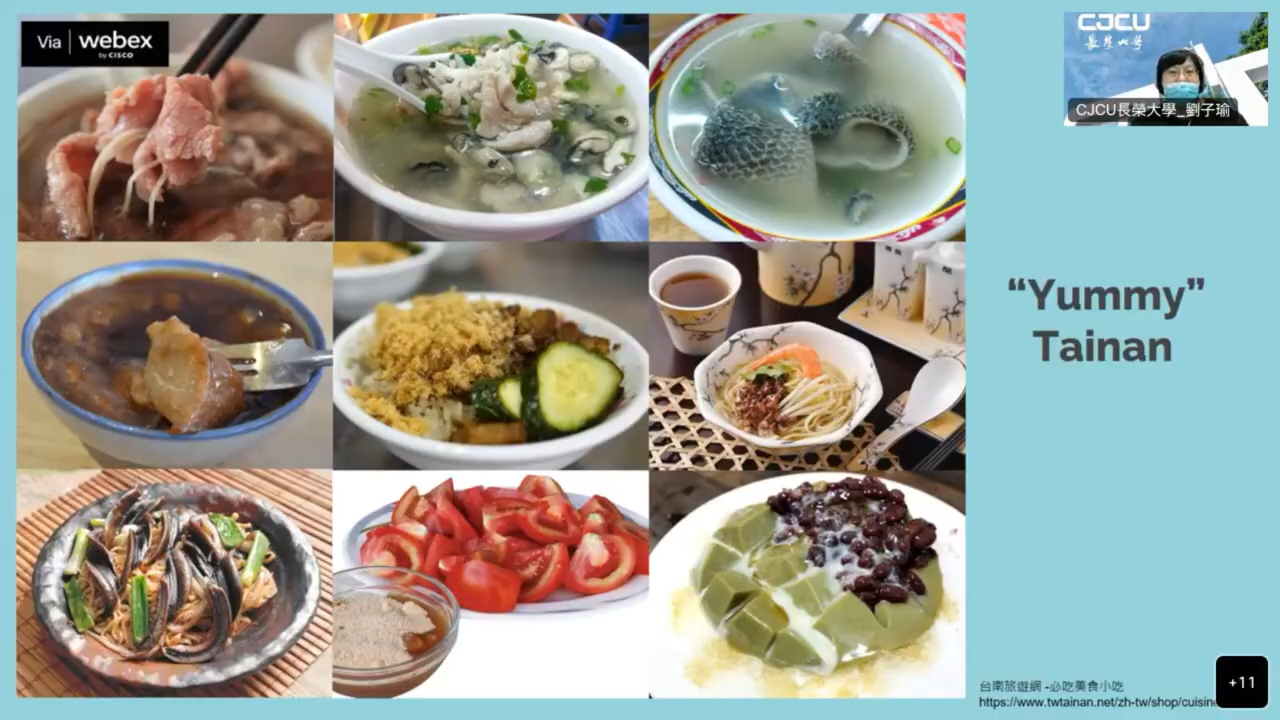 Via webex
by CISCO
CJCU
長榮大學
CJCU長榮大學_劉子瑜
“Yummy”
Tainan
台南旅遊網 -必吃美食小吃
https://www.twtainan.net/zh-tw/shop/cuisin
+11